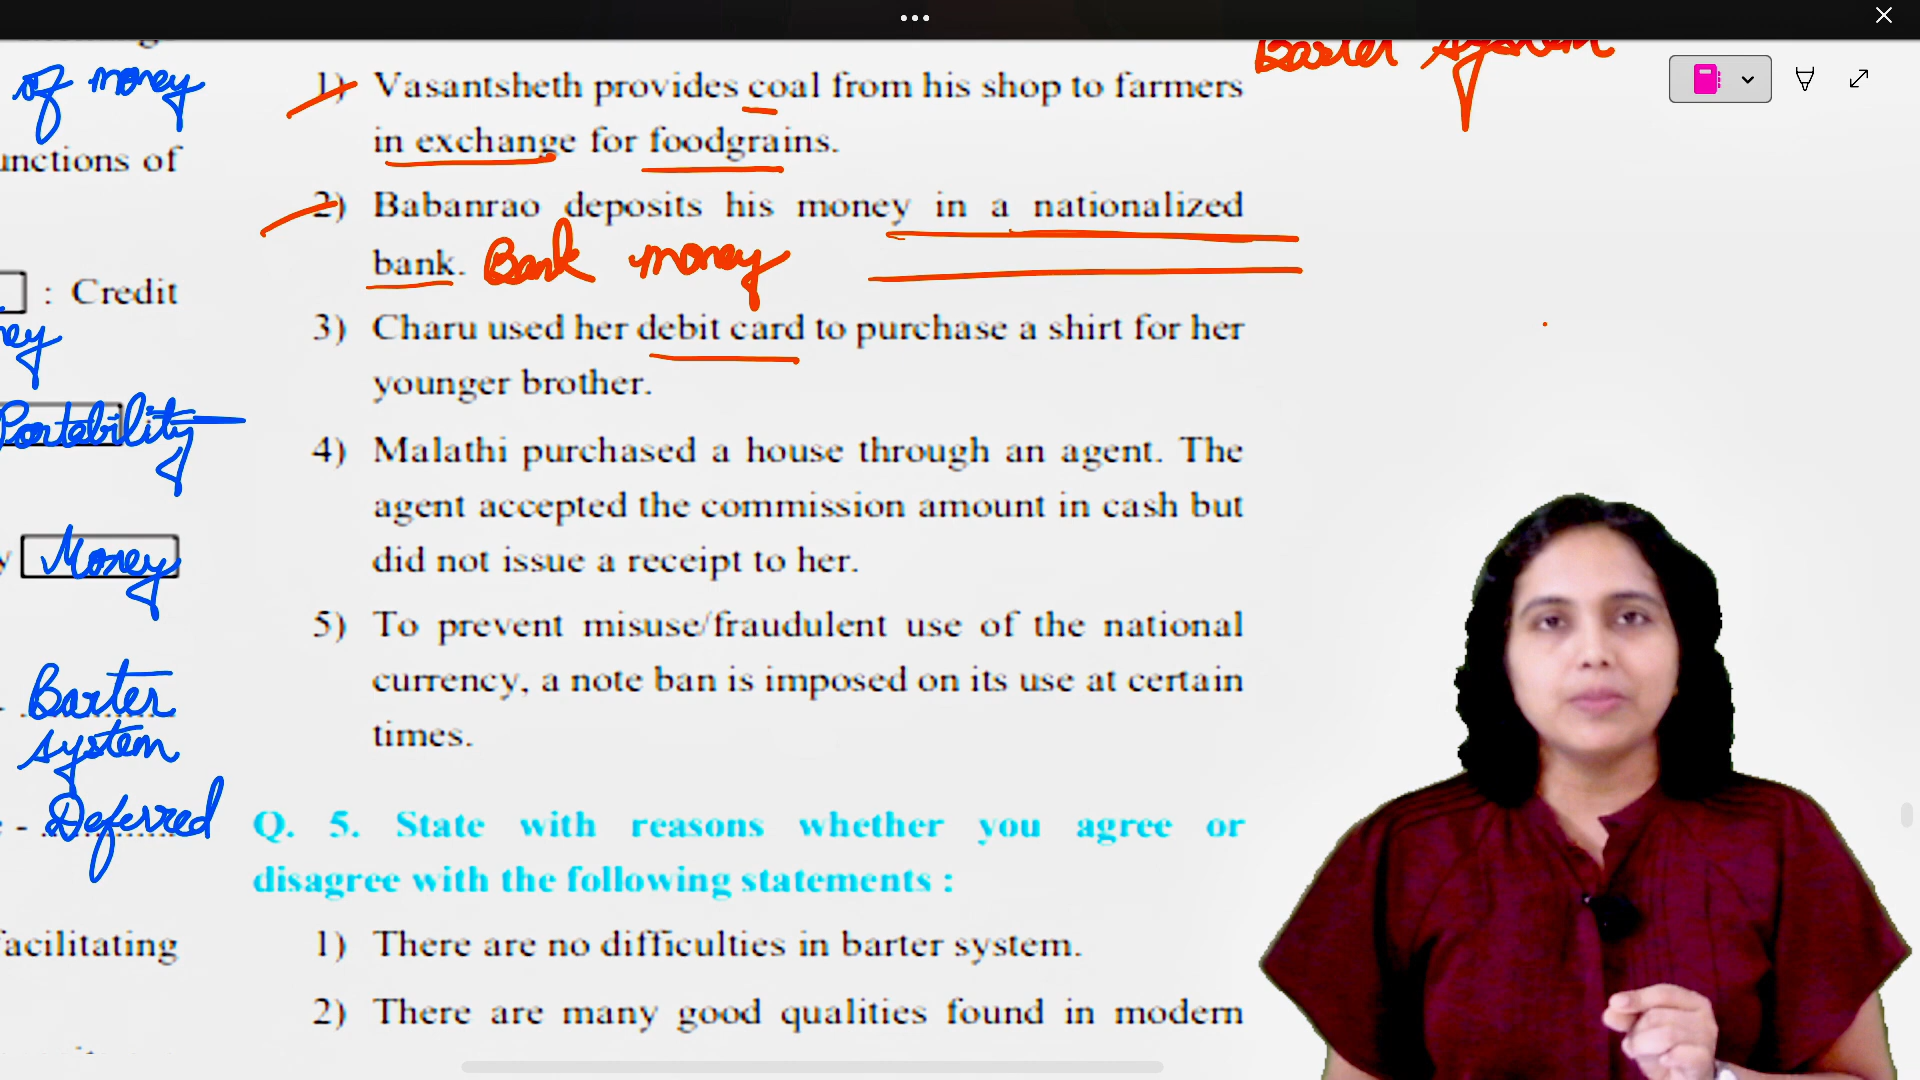 of money
unctions of
: Credit
ney
Portability
Money
Barter
system
Deferred
facilitating
Barter system
1) Vasantsheth provides coal from his shop to farmers
in exchange for foodgrains.
2) Babanrao deposits his money in a nationalized
bank. Bank money
3) Charu used her debit card to purchase a shirt for her
younger brother.
4) Malathi purchased a house through an agent. The
agent accepted the commission amount in cash but
did not issue a receipt to her.
5) To prevent misuse/fraudulent use of the national
currency, a note ban is imposed on its use at certain
times.
Q. 5. State with reasons whether you agree or
disagree with the following statements :
1) There are no difficulties in barter system.
2) There are many good qualities found in modern